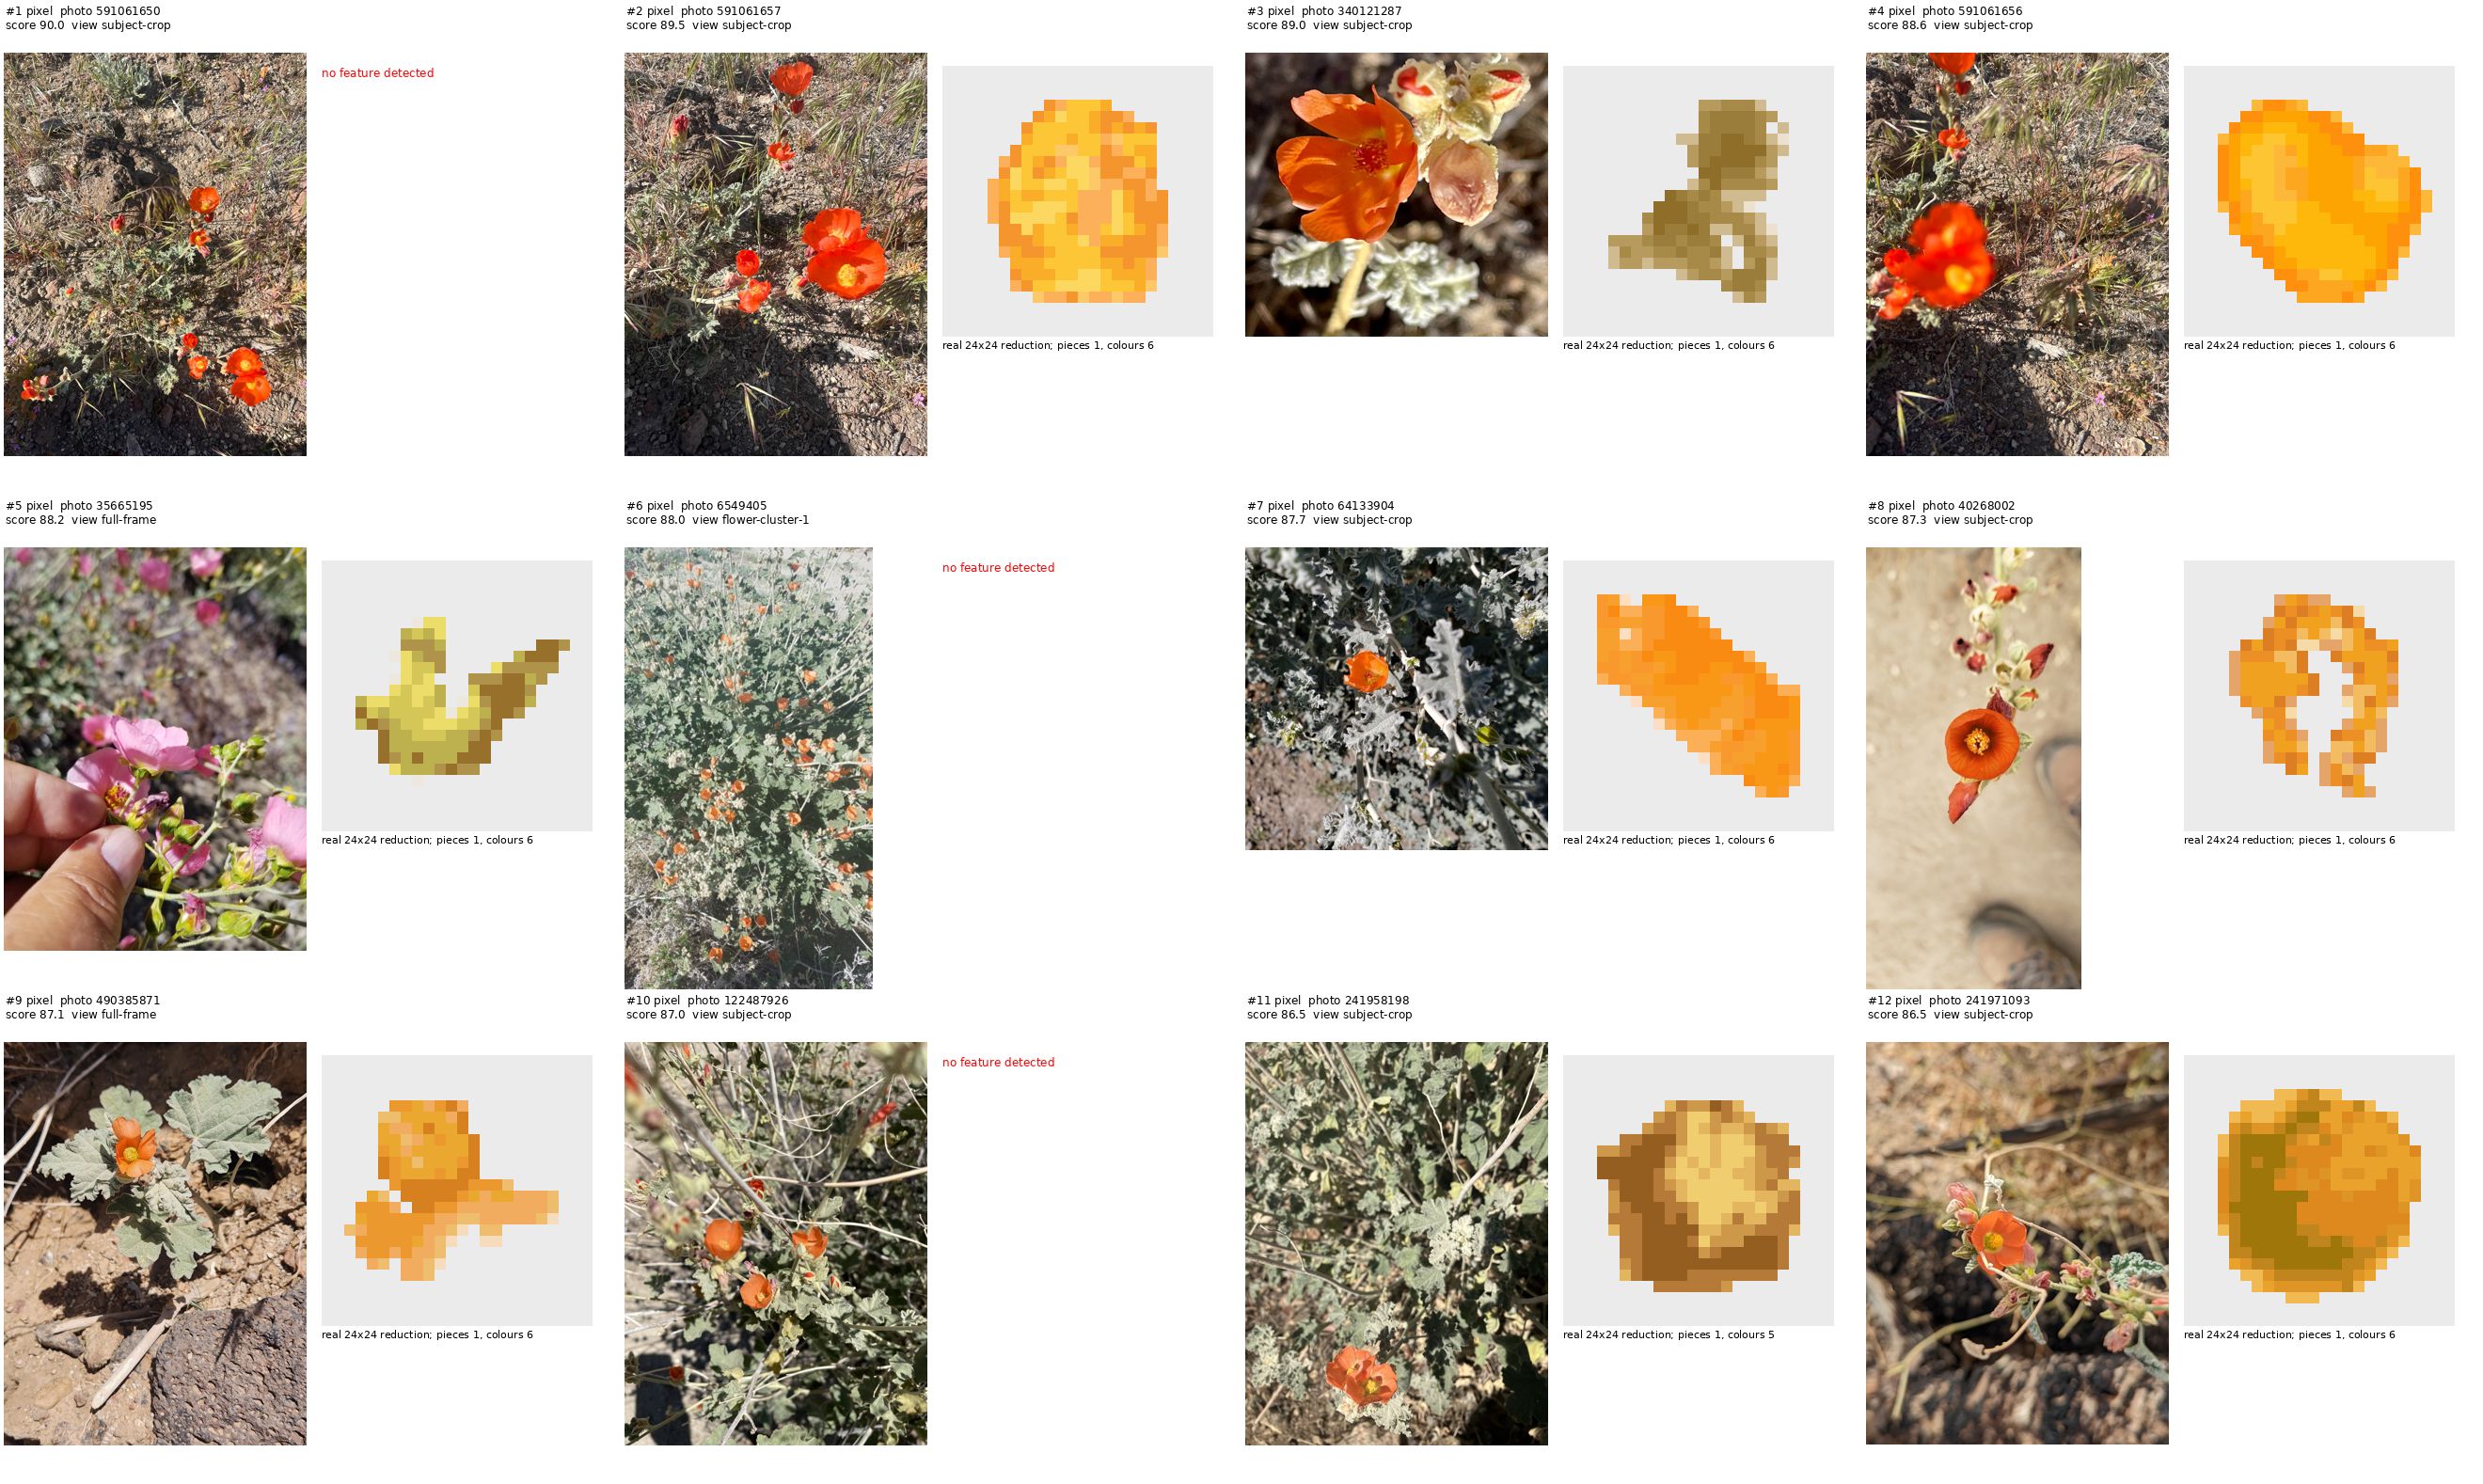 #1 pixel  photo 591061650
score 90.0  view subject-crop
no feature detected
#2 pixel  photo 591061657
score 89.5  view subject-crop
real 24x24 reduction; pieces 1, colours 6
#3 pixel  photo 340121287
score 89.0  view subject-crop
real 24x24 reduction; pieces 1, colours 6
#4 pixel  photo 591061656
score 88.6  view subject-crop
real 24x24 reduction; pieces 1, colours 6
#5 pixel  photo 35665195
score 88.2  view full-frame
real 24x24 reduction; pieces 1, colours 6
#6 pixel  photo 6549405
score 88.0  view flower-cluster-1
no feature detected
#7 pixel  photo 64133904
score 87.7  view subject-crop
real 24x24 reduction; pieces 1, colours 6
#8 pixel  photo 40268002
score 87.3  view subject-crop
real 24x24 reduction; pieces 1, colours 6
#9 pixel  photo 490385871
score 87.1  view full-frame
real 24x24 reduction; pieces 1, colours 6
#10 pixel  photo 122487926
score 87.0  view subject-crop
no feature detected
#11 pixel  photo 241958198
score 86.5  view subject-crop
real 24x24 reduction; pieces 1, colours 5
#12 pixel  photo 241971093
score 86.5  view subject-crop
real 24x24 reduction; pieces 1, colours 6